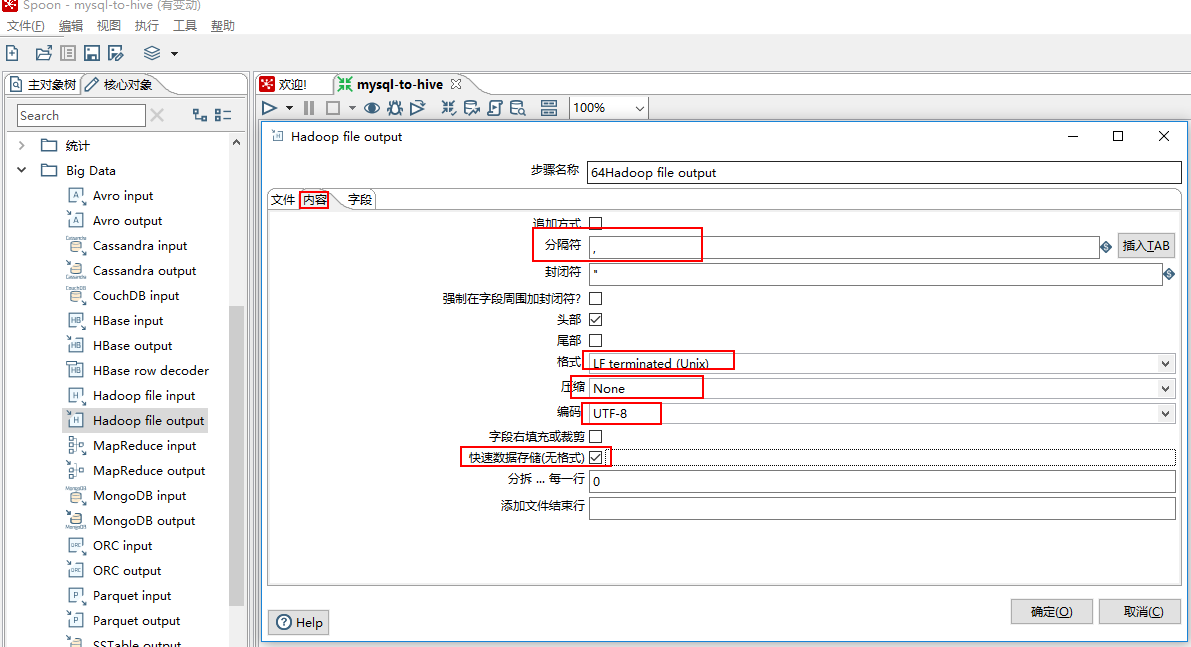 Spoon - mysql-to-hive (有变动)
文件(F) 编辑 视图 执行 工具 帮助
主对象树 核心对象
欢迎! mysql-to-hive
Search
100%
统计
Big Data
Avro input
Avro output
Cassandra input
Cassandra output
CouchDB input
HBase input
HBase output
HBase row decoder
Hadoop file input
Hadoop file output
MapReduce input
MapReduce output
MongoDB input
MongoDB output
ORC input
ORC output
Parquet input
Parquet output
SSTable output
Hadoop file output
步骤名称 64Hadoop file output
文件 内容 字段
追加方式
分隔符 , 插入TAB
封闭符 "
强制在字段周围加封闭符?
头部
尾部
格式 LF terminated (Unix)
压缩 None
编码 UTF-8
字段右填充或裁剪
快速数据存储(无格式)
分拆 ... 每一行 0
添加文件结束行
Help 确定(O) 取消(C)